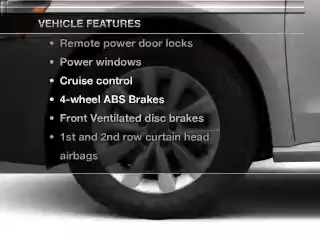 VEHICLE FEATURES
• Remote power door locks
• Power windows
• Cruise control
• 4-wheel ABS Brakes
• Front Ventilated disc brakes
• 1st and 2nd row curtain head
airbags